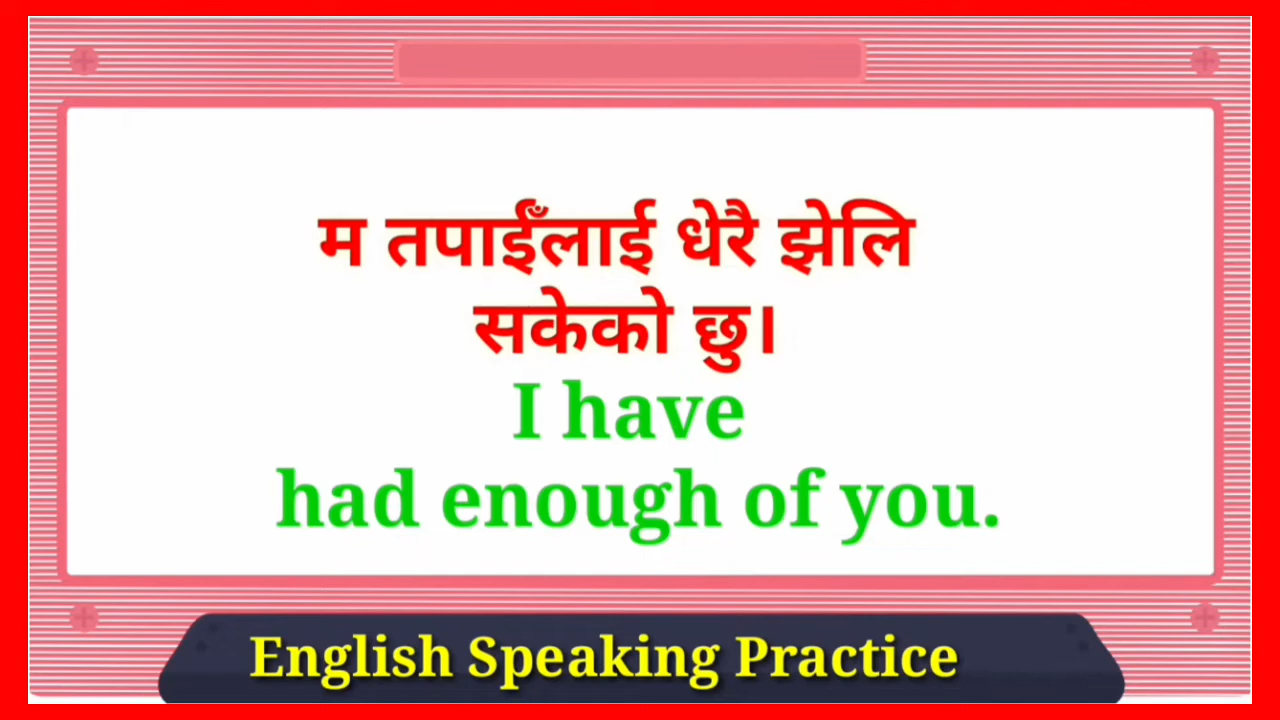 म तपाईँलाई धेरै झेलि
सकेको छु।
I have
had enough of you.
English Speaking Practice